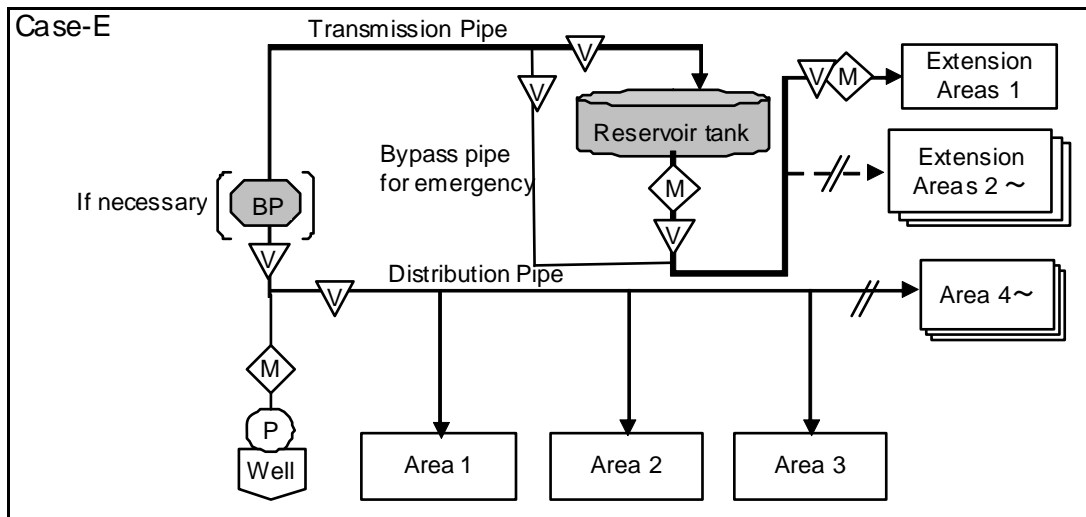 Case-E
Transmission Pipe
V
V
V M
Extension
Areas 1
Reservoir tank
Bypass pipe
for emergency
M
Extension
Areas 2～
If necessary
BP
V
V
Distribution Pipe
V
Area 4～
M
P
Well
Area 1
Area 2
Area 3